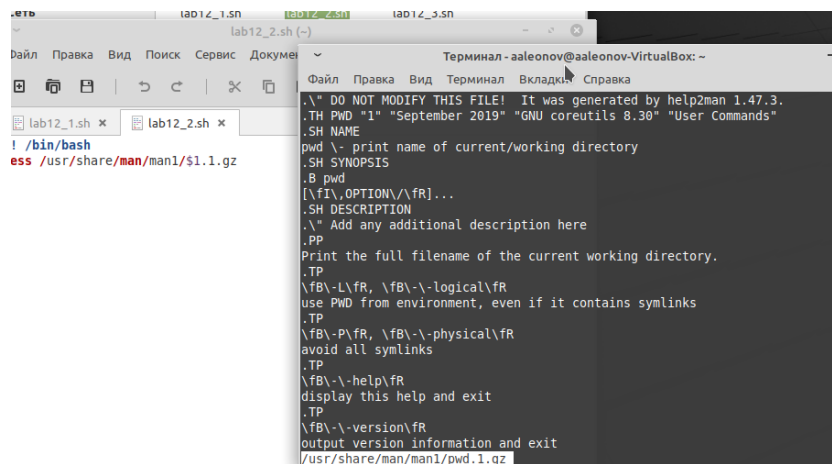 сеть lab12_1.sh lab12_2.sh lab12_3.sh
lab12_2.sh (~)
Файл Правка Вид Поиск Сервис
lab12_1.sh × lab12_2.sh ×
! /bin/bash
ess /usr/share/man/man1/$1.1.gz
Терминал - aaleonov@aaleonov-VirtualBox: ~
Файл Правка Вид Терминал Вкладки Справка
.\" DO NOT MODIFY THIS FILE!  It was generated by help2man 1.47.3.
.TH PWD "1" "September 2019" "GNU coreutils 8.30" "User Commands"
.SH NAME
pwd \- print name of current/working directory
.SH SYNOPSIS
.B pwd
[\fI\,OPTION\/\fR]...
.SH DESCRIPTION
.\" Add any additional description here
.PP
Print the full filename of the current working directory.
.TP
\fB\-L\fR, \fB\-\-logical\fR
use PWD from environment, even if it contains symlinks
.TP
\fB\-P\fR, \fB\-\-physical\fR
avoid all symlinks
.TP
\fB\-\-help\fR
display this help and exit
.TP
\fB\-\-version\fR
output version information and exit
/usr/share/man/man1/pwd.1.gz